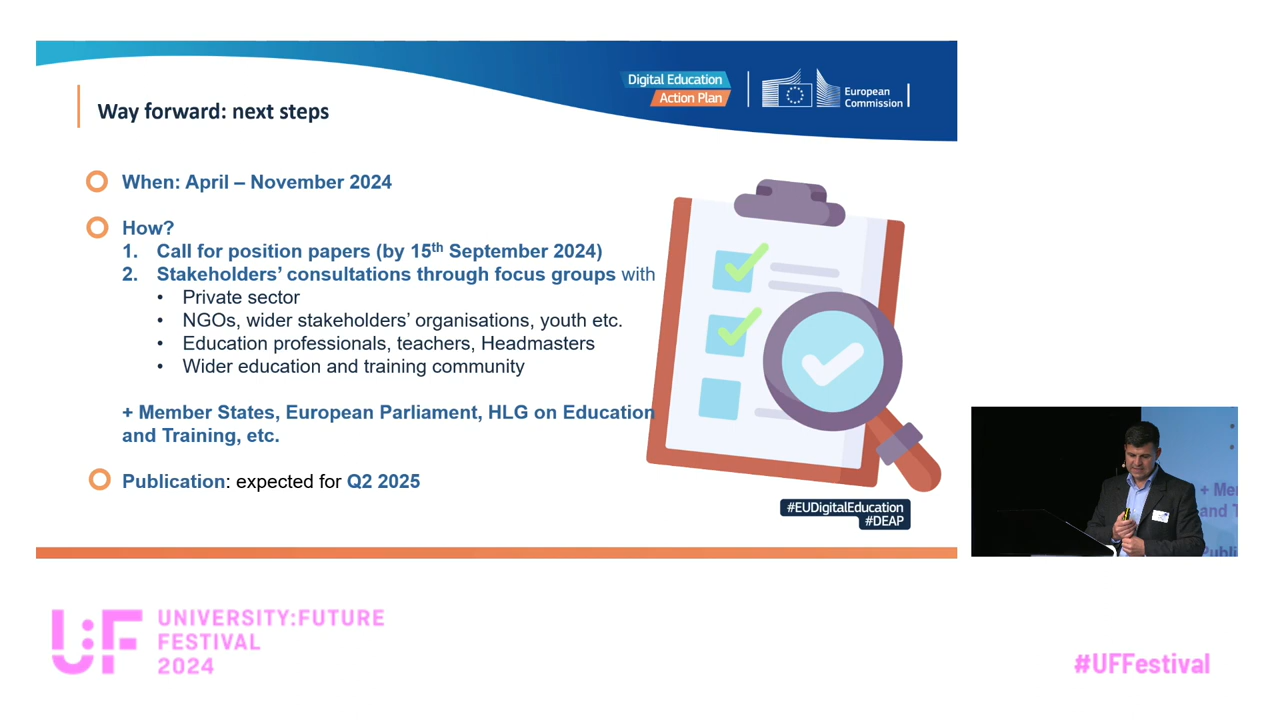 Digital Education
Action Plan
European
Commission
Way forward: next steps
When: April – November 2024
How?
1. Call for position papers (by 15th September 2024)
2. Stakeholders’ consultations through focus groups with
• Private sector
• NGOs, wider stakeholders’ organisations, youth etc.
• Education professionals, teachers, Headmasters
• Wider education and training community
+ Member States, European Parliament, HLG on Education
and Training, etc.
Publication: expected for Q2 2025
#EUDigitalEducation
#DEAP
+ Me
and T
Publi
U:F
UNIVERSITY:FUTURE
FESTIVAL
2024
#UFFestival